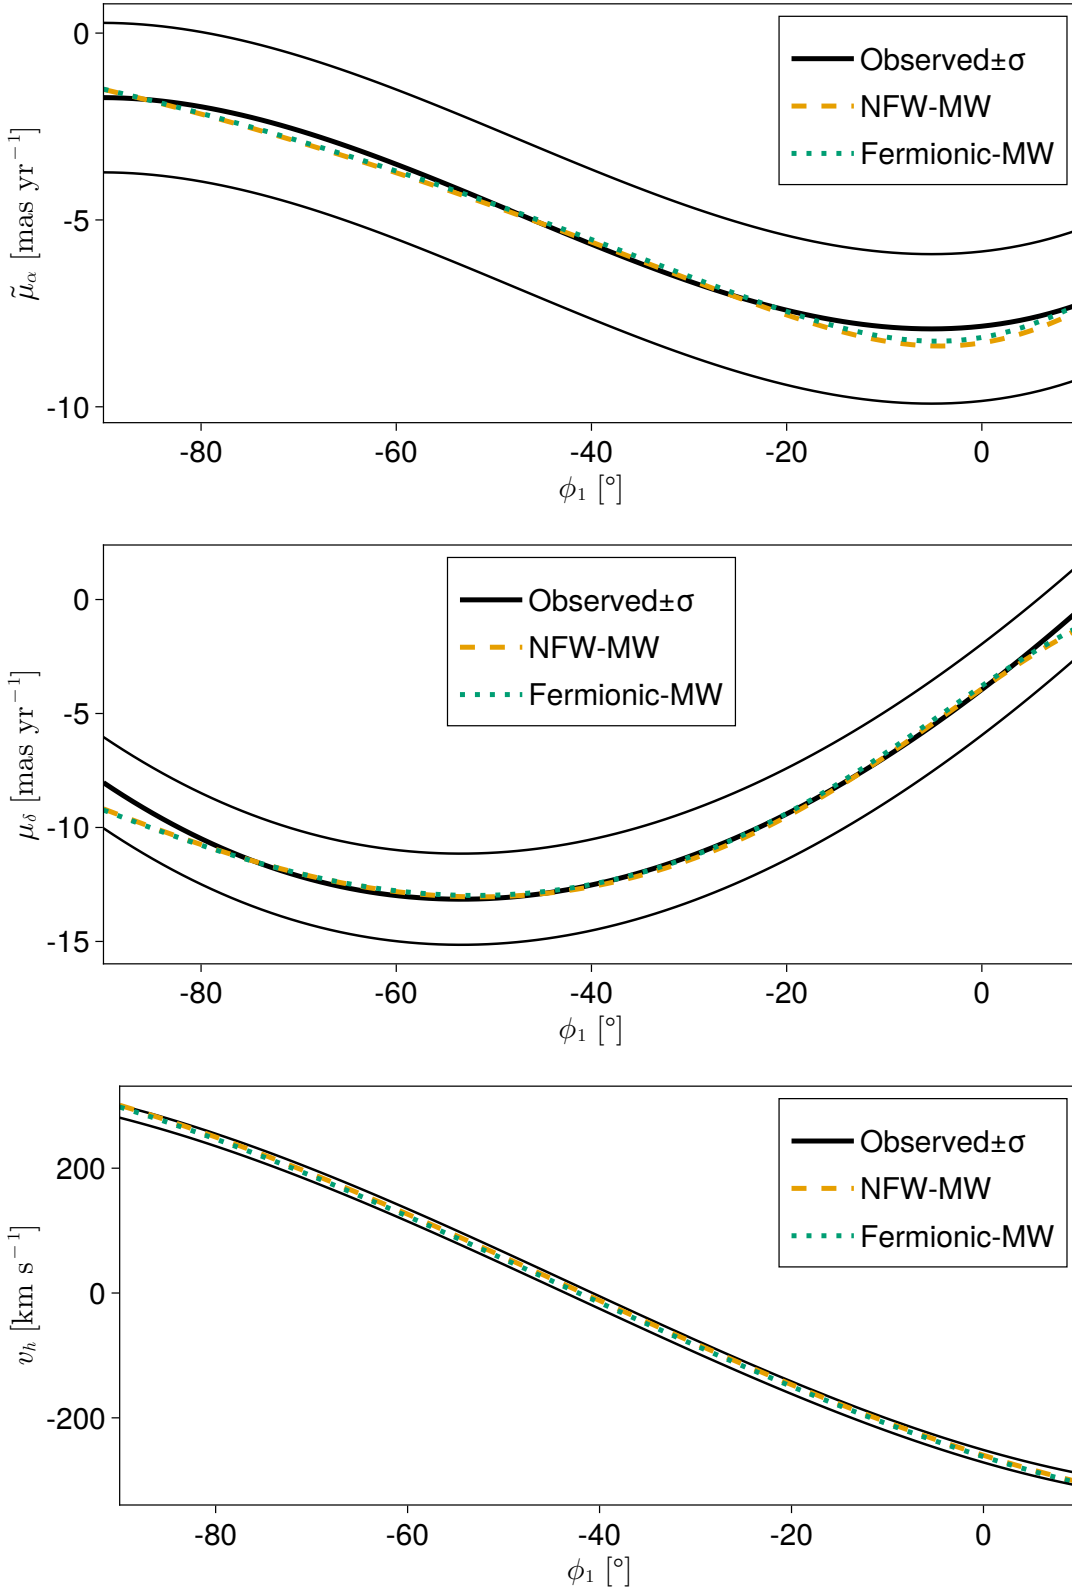 0
-5
-10
μ̃α [mas yr−1]
Observed±σ
NFW-MW
Fermionic-MW
-80 -60 -40 -20 0
ϕ1 [°]
0
-5
-10
-15
μδ [mas yr−1]
Observed±σ
NFW-MW
Fermionic-MW
-80 -60 -40 -20 0
ϕ1 [°]
200
0
-200
vh [km s−1]
Observed±σ
NFW-MW
Fermionic-MW
-80 -60 -40 -20 0
ϕ1 [°]